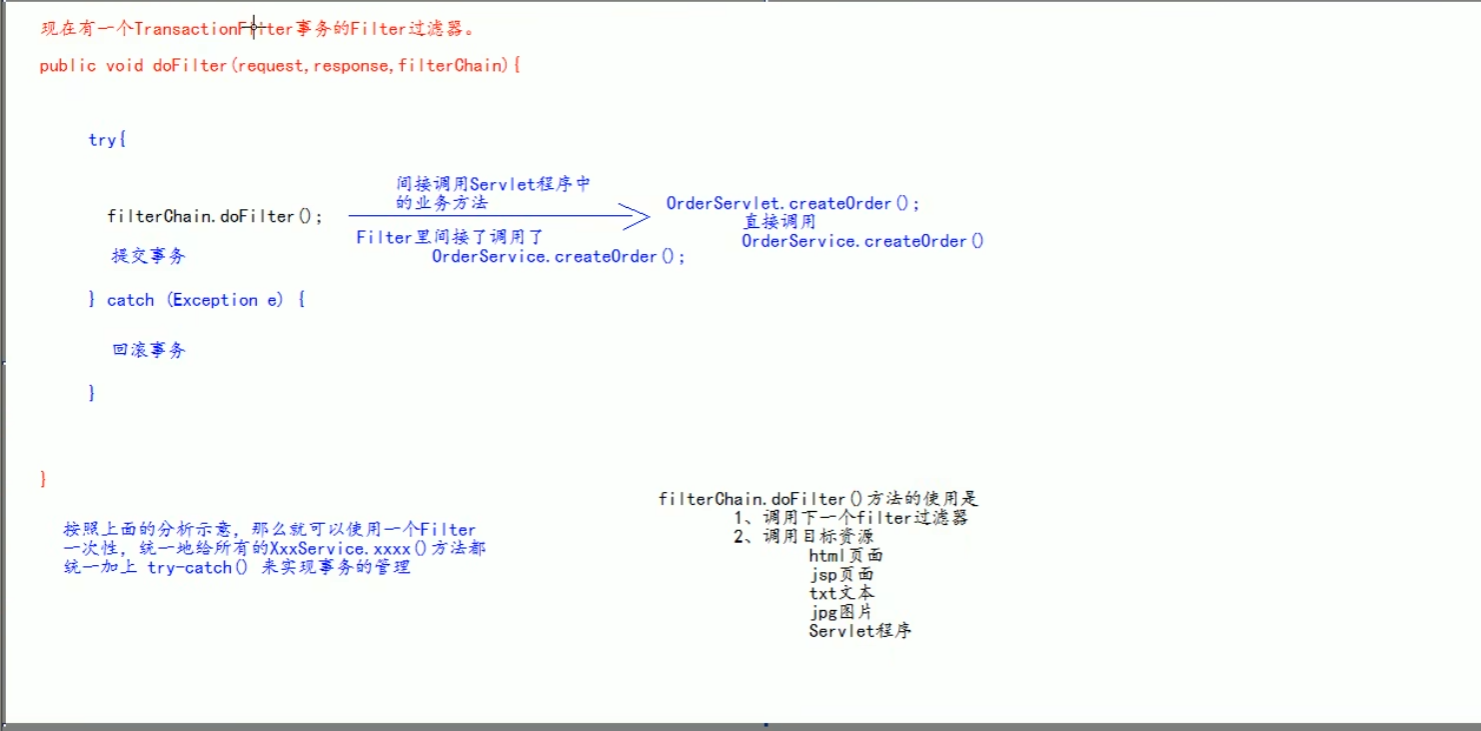 现在有一个TransactionFilter事务的Filter过滤器。
public void doFilter(request,response,filterChain){
try{
间接调用Servlet程序中
的业务方法
filterChain.doFilter();
Filter里间接了调用了
OrderService.createOrder();
OrderServlet.createOrder();
直接调用
OrderService.createOrder()
提交事务
} catch (Exception e) {
回滚事务
}
}
按照上面的分析示意，那么就可以使用一个Filter
一次性，统一地给所有的XxxService.xxxx()方法都
统一加上 try-catch() 来实现事务的管理
filterChain.doFilter()方法的使用是
1、调用下一个filter过滤器
2、调用目标资源
html页面
jsp页面
txt文本
jpg图片
Servlet程序